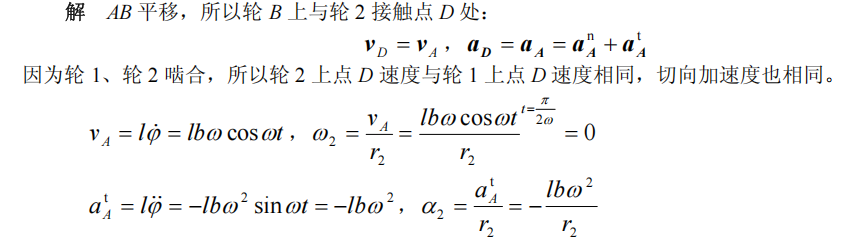 解 AB 平移，所以轮 B 上与轮 2 接触点 D 处：
v_D = v_A，a_D = a_A = a_A^n + a_A^t
因为轮 1、轮 2 啮合，所以轮 2 上点 D 速度与轮 1 上点 D 速度相同，切向加速度也相同。
v_A = lφ̇ = lbω cos ωt，ω_2 = v_A/r_2 = (lbω cos ωt)/r_2 =^{t=π/(2ω)} 0
a_A^t = lφ̈ = −lbω^2 sin ωt = −lbω^2，α_2 = a_A^t/r_2 = −(lbω^2)/r_2